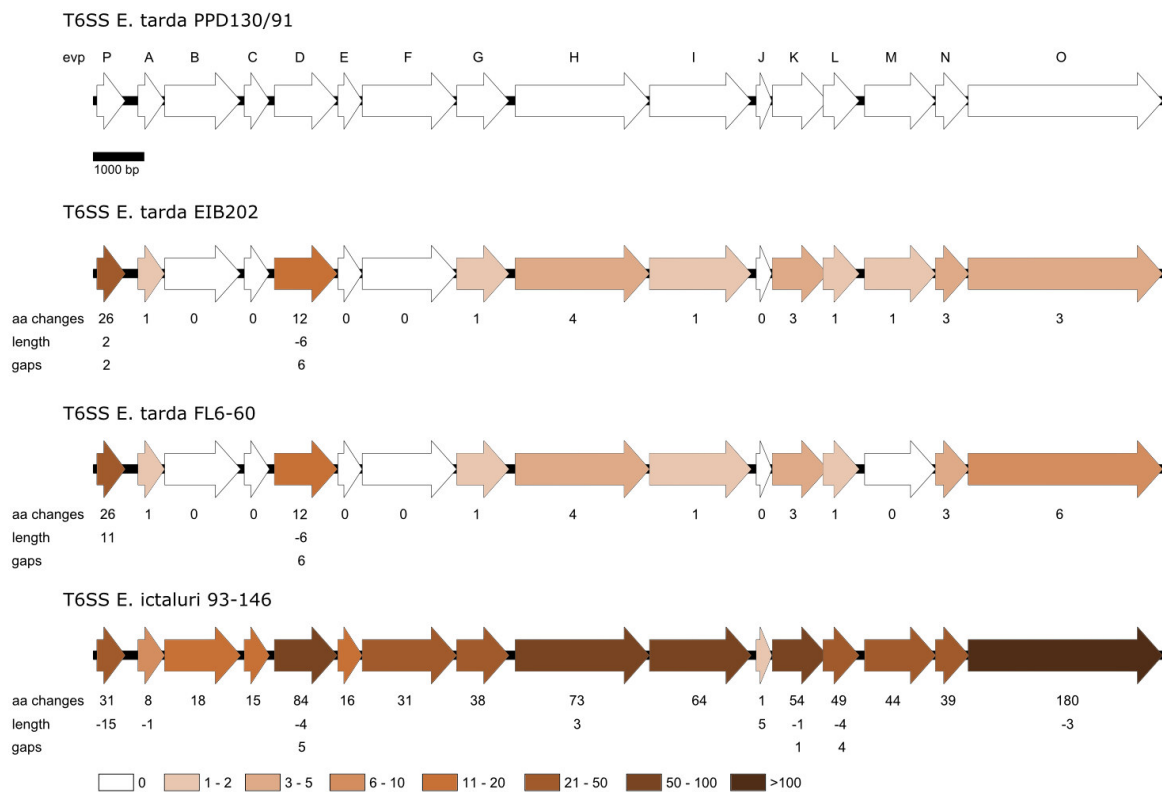 T6SS E. tarda PPD130/91
evp P A B C D E F G H I J K L M N O
1000 bp
T6SS E. tarda EIB202
aa changes 26 1 0 0 12 0 0 1 4 1 0 3 1 1 3 3
length 2 -6
gaps 2 6
T6SS E. tarda FL6-60
aa changes 26 1 0 0 12 0 0 1 4 1 0 3 1 0 3 6
length 11 -6
gaps 6
T6SS E. ictaluri 93-146
aa changes 31 8 18 15 84 16 31 38 73 64 1 54 49 44 39 180
length -15 -1 -4 3 5 -1 -4 -3
gaps 5 1 4
0 1 - 2 3 - 5 6 - 10 11 - 20 21 - 50 50 - 100 >100